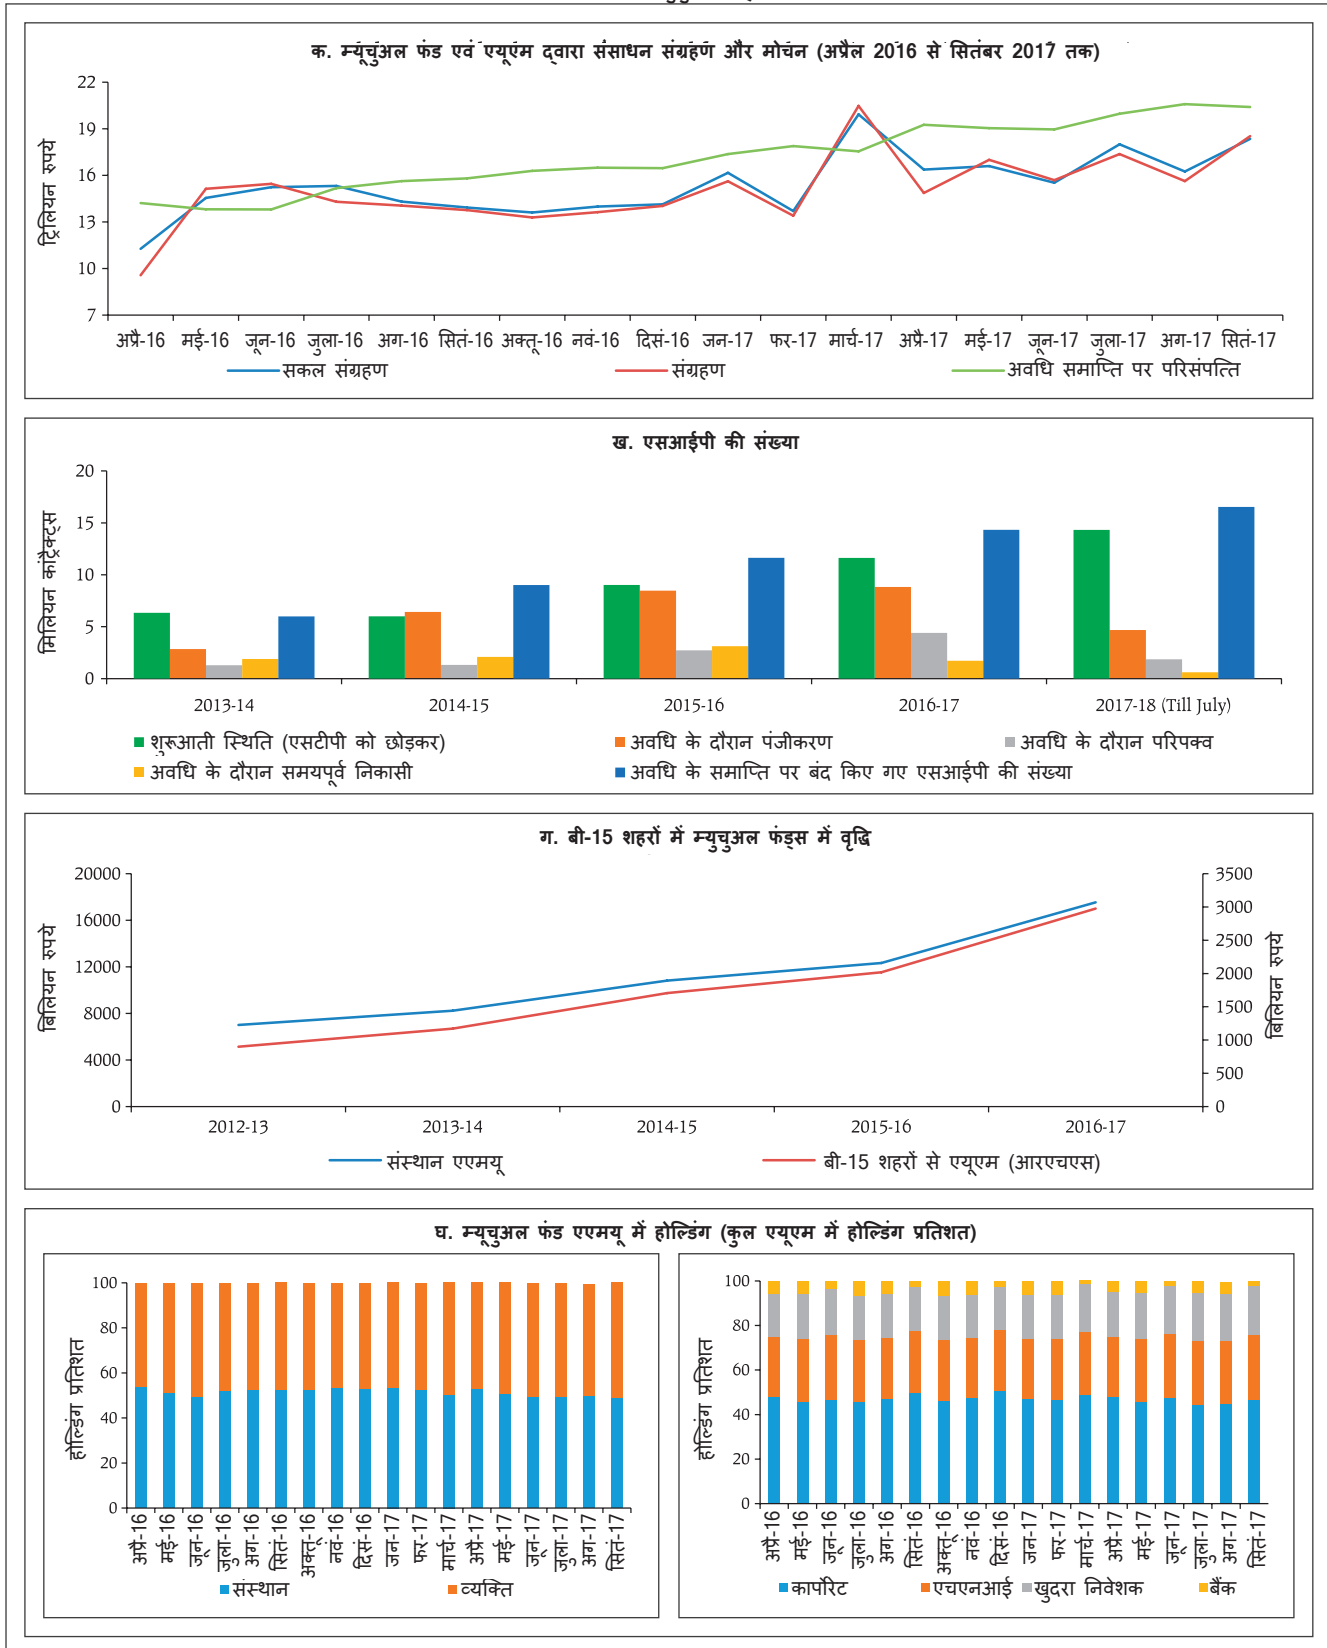 क. म्यूचुअल फंड एवं एयूएम द्वारा संसाधन संग्रहण और मोचन (अप्रैल 2016 से सितंबर 2017 तक)
ट्रिलियन रुपये
22
19
16
13
10
7
अप्रै-16 मई-16 जून-16 जुला-16 अग-16 सितं-16 अक्तू-16 नवं-16 दिसं-16 जन-17 फर-17 मार्च-17 अप्रै-17 मई-17 जून-17 जुला-17 अग-17 सितं-17
सकल संग्रहण संग्रहण अवधि समाप्ति पर परिसंपत्ति
ख. एसआईपी की संख्या
मिलियन कांट्रैक्ट्स
20
15
10
5
0
2013-14 2014-15 2015-16 2016-17 2017-18 (Till July)
शुरूआती स्थिति (एसटीपी को छोड़कर) अवधि के दौरान पंजीकरण अवधि के दौरान परिपक्व
अवधि के दौरान समयपूर्व निकासी अवधि के समाप्ति पर बंद किए गए एसआईपी की संख्या
ग. बी-15 शहरों में म्युचुअल फंड्स में वृद्धि
बिलियन रुपये
20000
16000
12000
8000
4000
0
3500
3000
2500
2000
1500
1000
500
0
बिलियन रुपये
2012-13 2013-14 2014-15 2015-16 2016-17
संस्थान एएमयू बी-15 शहरों से एयूएम (आरएचएस)
घ. म्यूचुअल फंड एएमयू में होल्डिंग (कुल एयूएम में होल्डिंग प्रतिशत)
होल्डिंग प्रतिशत
100
80
60
40
20
0
अप्रै-16 मई-16 जून-16 जुला-16 अग-16 सितं-16 अक्तू-16 नवं-16 दिसं-16 जन-17 फर-17 मार्च-17 अप्रै-17 मई-17 जून-17 जुला-17 अग-17 सितं-17
संस्थान व्यक्ति
होल्डिंग प्रतिशत
100
80
60
40
20
0
अप्रै-16 मई-16 जून-16 जुला-16 अग-16 सितं-16 अक्तू-16 नवं-16 दिसं-16 जन-17 फर-17 मार्च-17 अप्रै-17 मई-17 जून-17 जुला-17 अग-17 सितं-17
कार्पोरेट एचएनआई खुदरा निवेशक बैंक